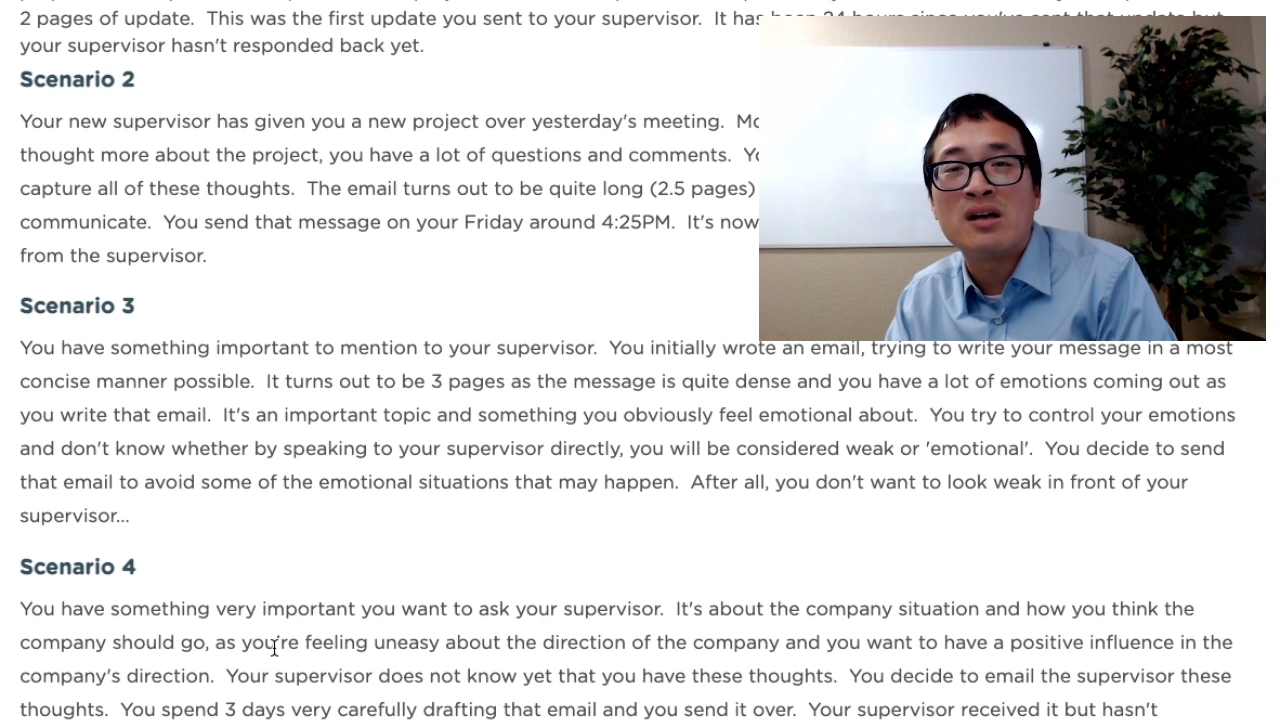 2 pages of update.  This was the first update you sent to your supervisor.  It has been 24 hours since you've sent that update but
your supervisor hasn't responded back yet.
Scenario 2
Your new supervisor has given you a new project over yesterday's meeting.
thought more about the project, you have a lot of questions and comments.
capture all of these thoughts.  The email turns out to be quite long (2.5 pages)
communicate.  You send that message on your Friday around 4:25PM.  It's now
from the supervisor.
Scenario 3
You have something important to mention to your supervisor.  You initially wrote an email, trying to write your message in a most
concise manner possible.  It turns out to be 3 pages as the message is quite dense and you have a lot of emotions coming out as
you write that email.  It's an important topic and something you obviously feel emotional about.  You try to control your emotions
and don't know whether by speaking to your supervisor directly, you will be considered weak or 'emotional'.  You decide to send
that email to avoid some of the emotional situations that may happen.  After all, you don't want to look weak in front of your
supervisor...
Scenario 4
You have something very important you want to ask your supervisor.  It's about the company situation and how you think the
company should go, as you're feeling uneasy about the direction of the company and you want to have a positive influence in the
company's direction.  Your supervisor does not know yet that you have these thoughts.  You decide to email the supervisor these
thoughts.  You spend 3 days very carefully drafting that email and you send it over.  Your supervisor received it but hasn't